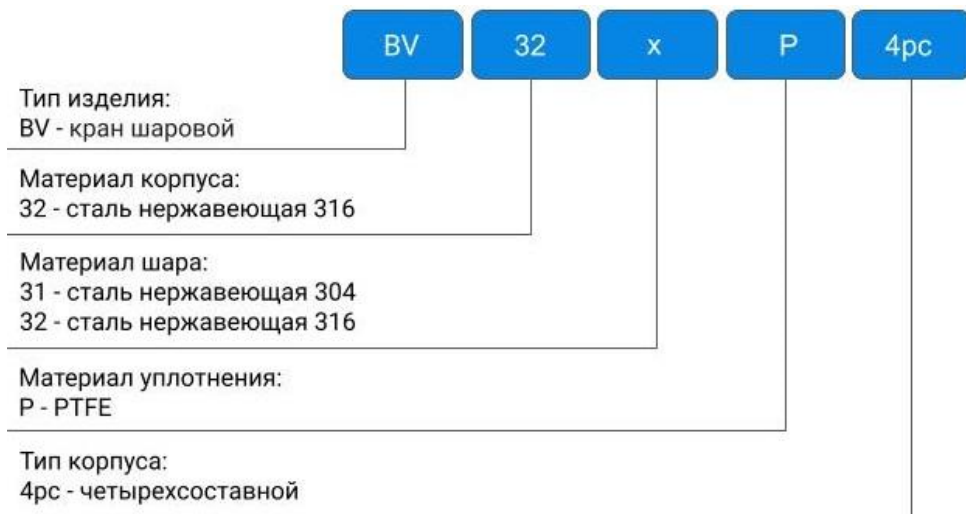 BV 32 x P 4pc
Тип изделия:
BV - кран шаровой
Материал корпуса:
32 - сталь нержавеющая 316
Материал шара:
31 - сталь нержавеющая 304
32 - сталь нержавеющая 316
Материал уплотнения:
P - PTFE
Тип корпуса:
4pc - четырехсоставной